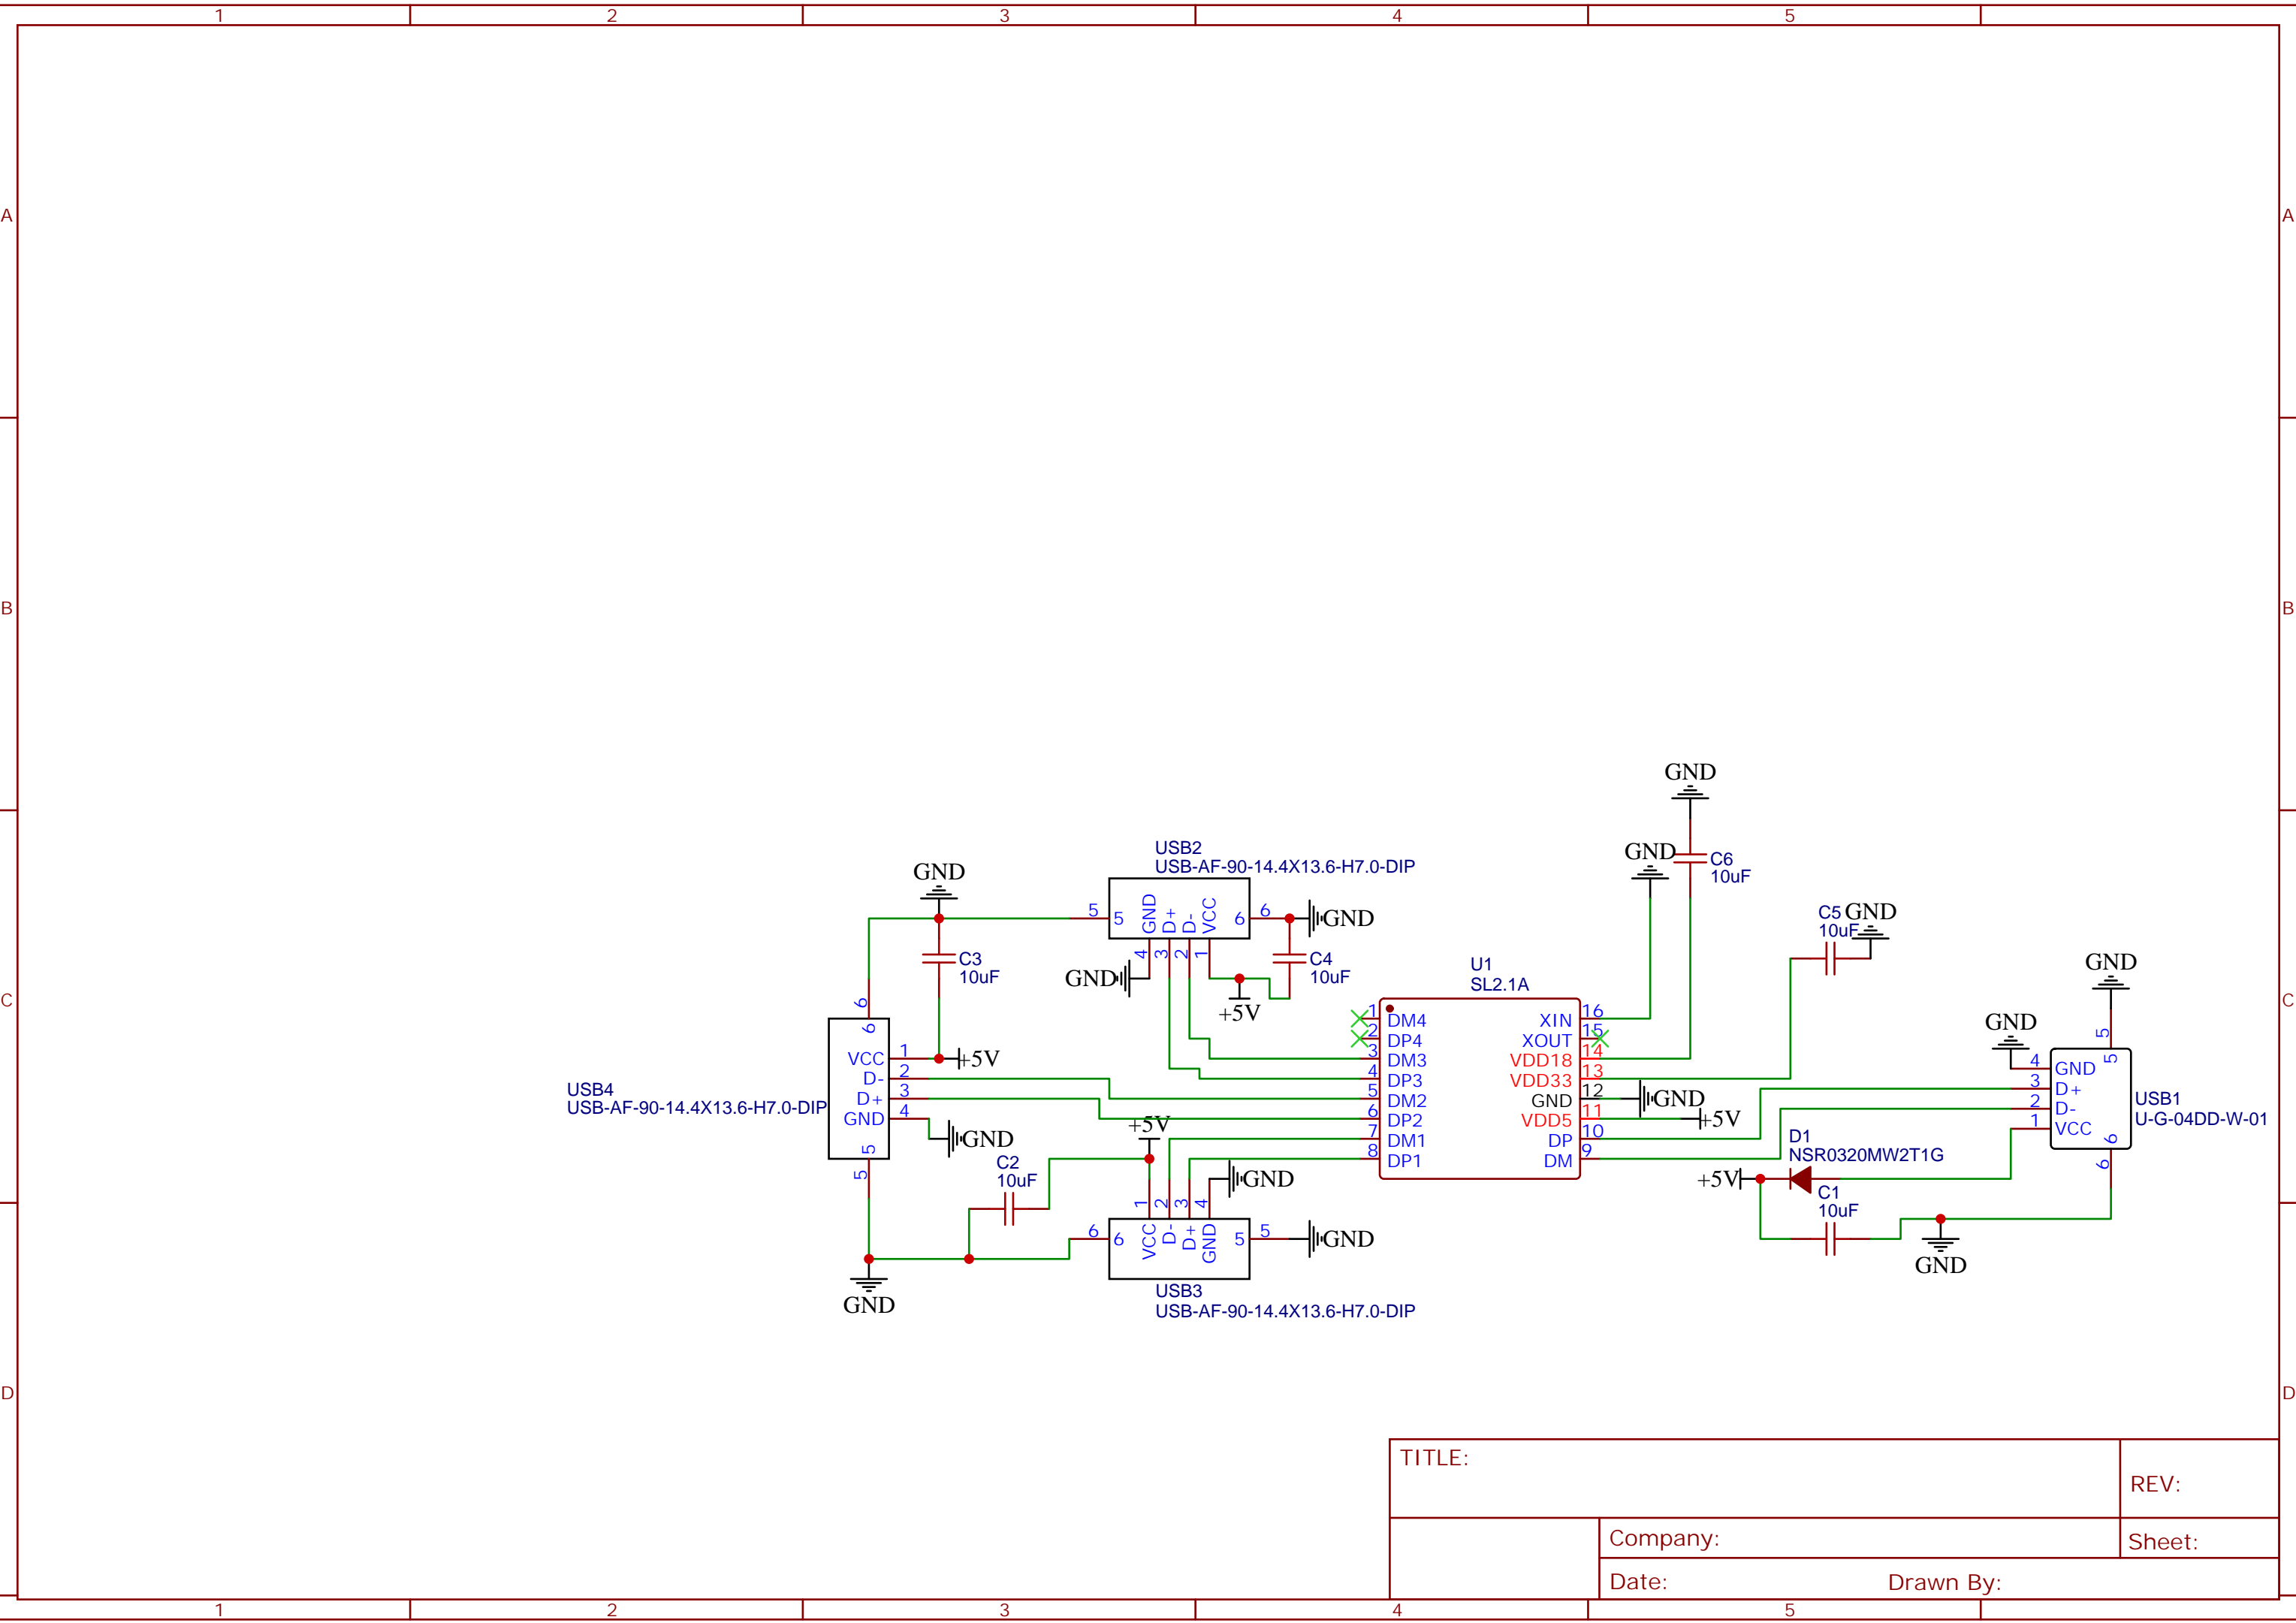 1 2 3 4 5
A A
B B
C C
D D
GND
USB2
USB-AF-90-14.4X13.6-H7.0-DIP
5 5 GND D+ D- VCC 6 6
4 3 2 1
GND
GND
C4
10uF
+5V
GND
C3
10uF
6
6
VCC 1
D- 2
D+ 3
GND 4
5
5
+5V
GND
USB4
USB-AF-90-14.4X13.6-H7.0-DIP
C2
10uF
GND
+5V
GND
1 2 3 4
6 6 VCC D- D+ GND 5 5
GND
USB3
USB-AF-90-14.4X13.6-H7.0-DIP
U1
SL2.1A
1 DM4 XIN 16
2 DP4 XOUT 15
3 DM3 VDD18 14
4 DP3 VDD33 13
5 DM2 GND 12
6 DP2 VDD5 11
7 DM1 DP 10
8 DP1 DM 9
GND
+5V
GND
GND
C6
10uF
C5
10uF
GND
GND
GND
5
5
4 GND
3 D+
2 D-
1 VCC
6
6
USB1
U-G-04DD-W-01
D1
NSR0320MW2T1G
+5V
C1
10uF
GND
TITLE:
REV:
Company:
Sheet:
Date:
Drawn By:
1 2 3 4 5